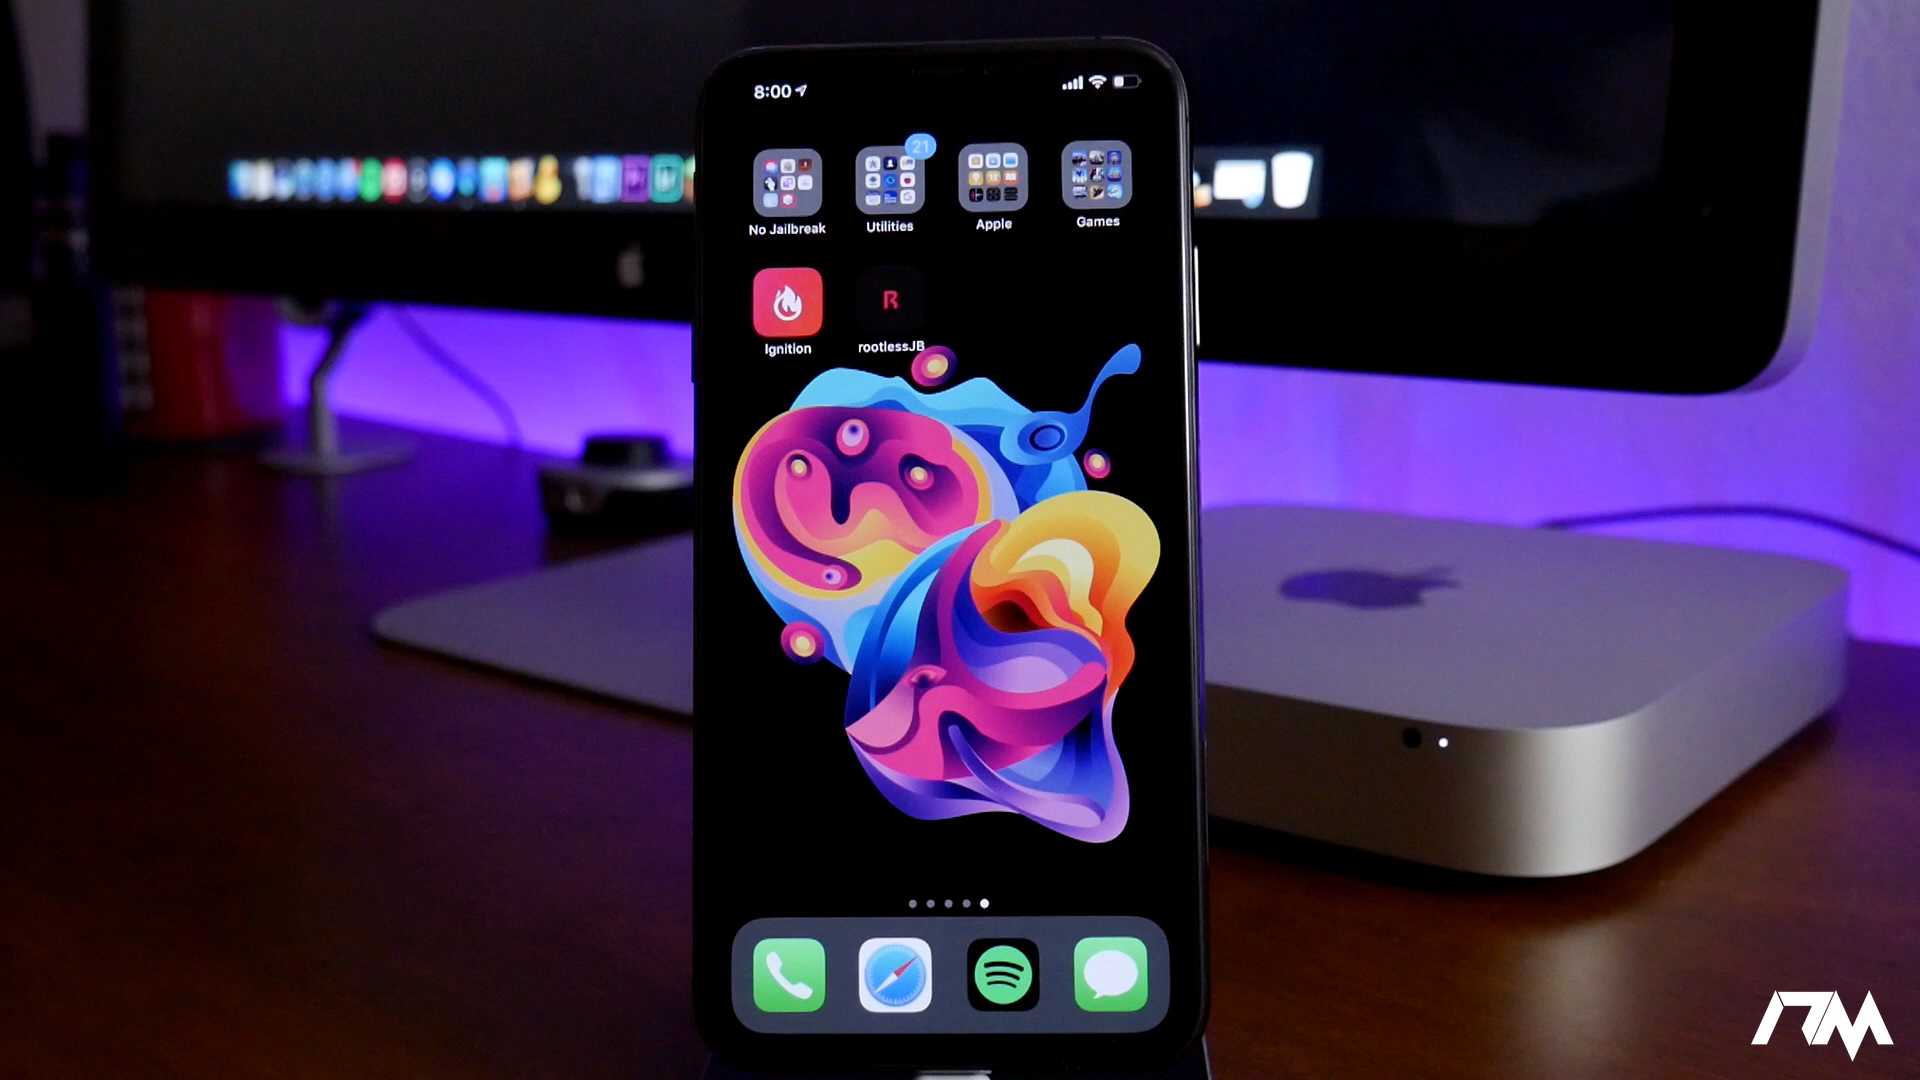 8:00
21
No Jailbreak
Utilities
Apple
Games
R
Ignition
rootlessJB